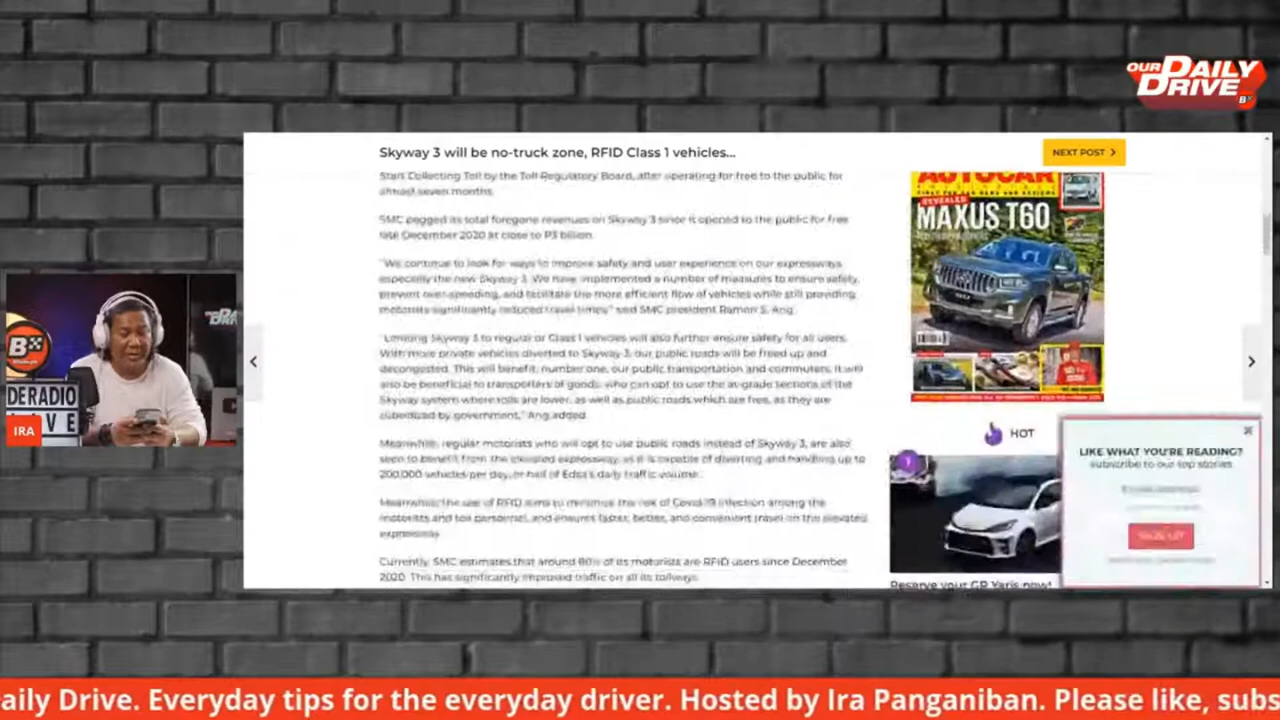 OUR DAILY
DRIVE!
BX
Skyway 3 will be no-truck zone, RFID Class 1 vehicles...
NEXT POST
Start Collecting Toll by the Toll Regulatory Board, after operating for free to the public for
almost seven months.
SMC pegged its total foregone revenues on Skyway 3 since it opened to the public for free
late December 2020 at close to P3 billion.
"We continue to look for ways to improve safety and user experience on our expressways
especially the new Skyway 3. We have implemented a number of measures to ensure safety,
prevent over-speeding, and facilitate the more efficient flow of vehicles while still providing
motorists significantly reduced travel times" said SMC president Ramon S. Ang.
"Limiting Skyway 3 to regular or Class 1 vehicles will also further ensure safety for all users.
With more private vehicles diverted to Skyway 3, our public roads will be freed up and
decongested. This will benefit, number one, our public transportation and commuters. It will
also be beneficial to transporters of goods, who can opt to use the at-grade sections of the
Skyway system where tolls are lower, as well as public roads which are free, as they are
subsidized by government," Ang added.
Meanwhile, regular motorists who will opt to use public roads instead of Skyway 3, are also
seen to benefit from the elevated expressway, as it is capable of diverting and handling up to
200,000 vehicles per day, or half of Edsa's daily traffic volume.
Meanwhile, the use of RFID aims to minimize the risk of Covid-19 infection among the
motorists and toll personnel, and ensures faster, better, and convenient travel on the elevated
expressway.
Currently, SMC estimates that around 80% of its motorists are RFID users since December
2020. This has significantly improved traffic on all its tollways.
AUTOCAR
REVEALED
MAXUS T60
HOT
1
Reserve your GR Yaris now!
LIKE WHAT YOU'RE READING?
subscribe to our top stories
Email address
SIGN UP
BX
DERADIO
IVE
IRA
aily Drive. Everyday tips for the everyday driver. Hosted by Ira Panganiban. Please like, subs